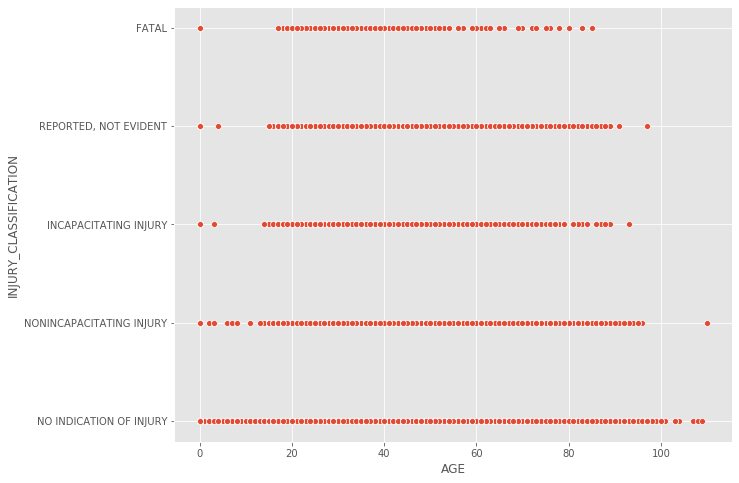 INJURY_CLASSIFICATION
FATAL
REPORTED, NOT EVIDENT
INCAPACITATING INJURY
NONINCAPACITATING INJURY
NO INDICATION OF INJURY
0 20 40 60 80 100
AGE